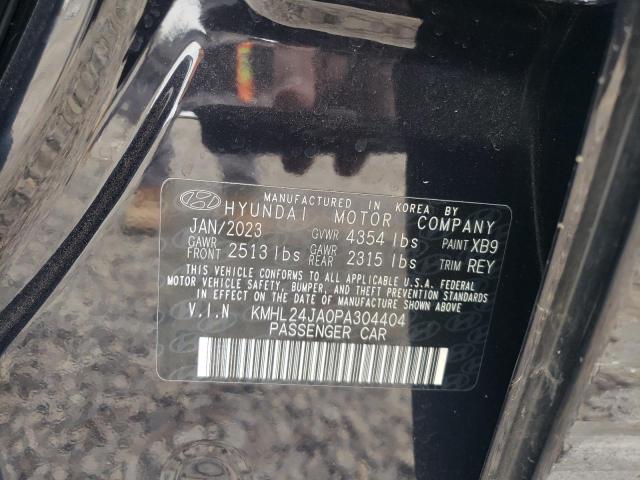 MANUFACTURED IN KOREA BY
HYUNDAI MOTOR COMPANY
JAN/2023 GVWR 4354 lbs PAINT XB9
GAWR FRONT 2513 lbs GAWR REAR 2315 lbs TRIM REY
THIS VEHICLE CONFORMS TO ALL APPLICABLE U.S.A. FEDERAL
MOTOR VEHICLE SAFETY, BUMPER, AND THEFT PREVENTION STANDARDS
IN EFFECT ON THE DATE OF MANUFACTURE SHOWN ABOVE
V.I.N KMHL24JA0PA304404
PASSENGER CAR